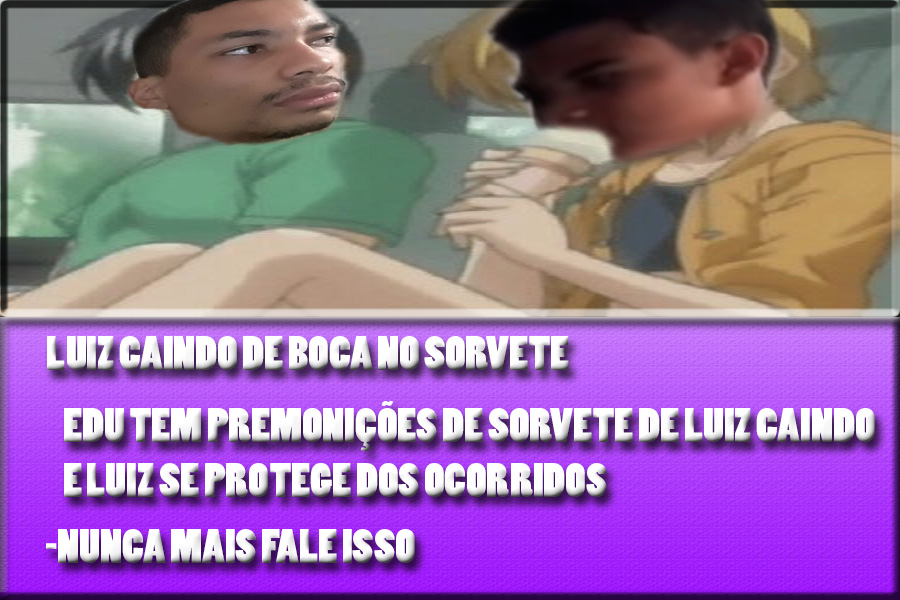 LUIZ CAINDO DE BOCA NO SORVETE
EDU TEM PREMONIÇÕES DE SORVETE DE LUIZ CAINDO
E LUIZ SE PROTEGE DOS OCORRIDOS
-NUNCA MAIS FALE ISSO